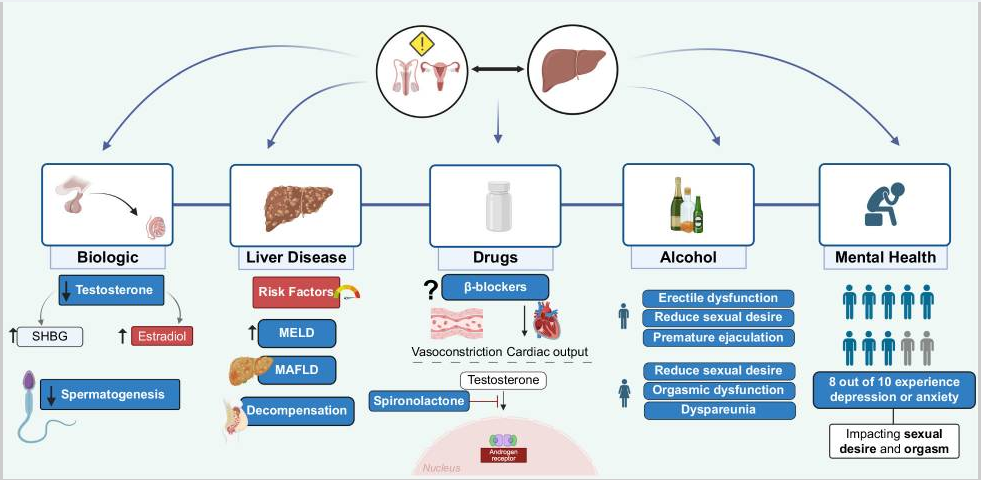 !
Biologic
Liver Disease
Drugs
Alcohol
Mental Health
Testosterone
SHBG
Estradiol
Spermatogenesis
Risk Factors
MELD
MAFLD
Decompensation
?
β-blockers
Vasoconstriction
Cardiac output
Testosterone
Spironolactone
Androgen
receptor
Nucleus
Erectile dysfunction
Reduce sexual desire
Premature ejaculation
Reduce sexual desire
Orgasmic dysfunction
Dyspareunia
8 out of 10 experience
depression or anxiety
Impacting sexual
desire and orgasm